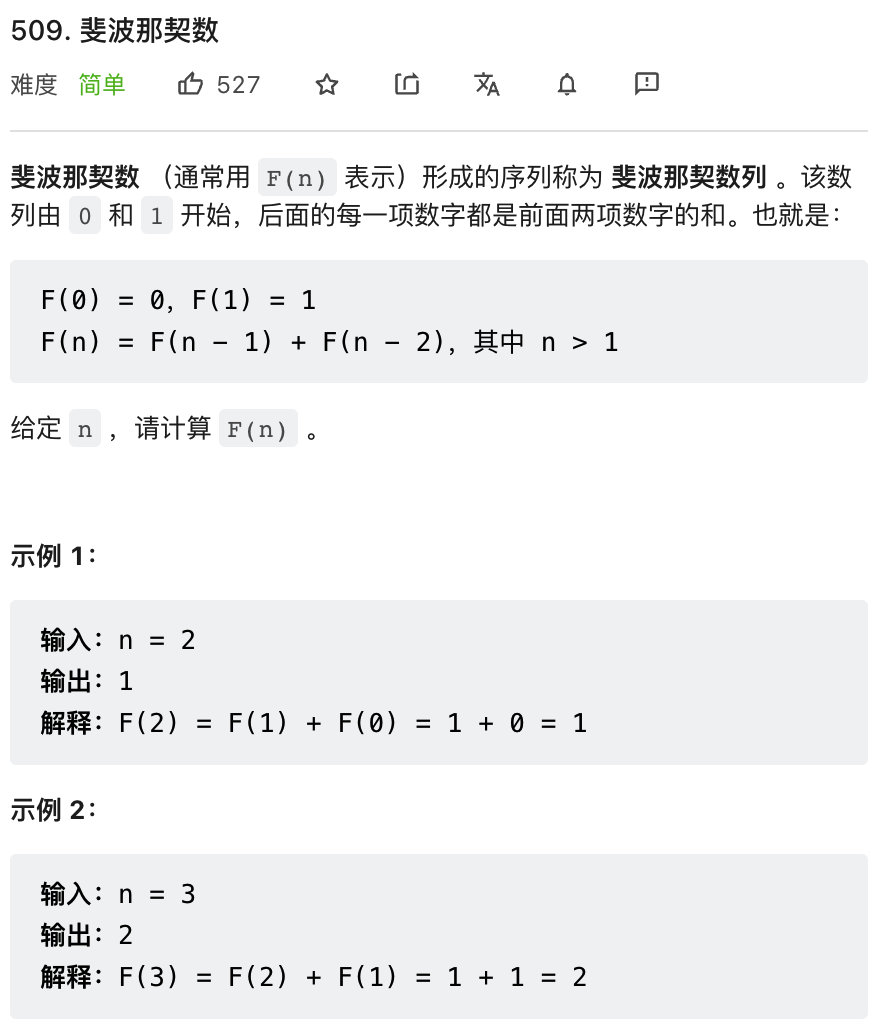 509. 斐波那契数
难度 简单 527
斐波那契数 （通常用 F(n) 表示）形成的序列称为 斐波那契数列 。该数
列由 0 和 1 开始，后面的每一项数字都是前面两项数字的和。也就是：
F(0) = 0, F(1) = 1
F(n) = F(n - 1) + F(n - 2), 其中 n > 1
给定 n ，请计算 F(n) 。
示例 1：
输入：n = 2
输出：1
解释：F(2) = F(1) + F(0) = 1 + 0 = 1
示例 2：
输入：n = 3
输出：2
解释：F(3) = F(2) + F(1) = 1 + 1 = 2